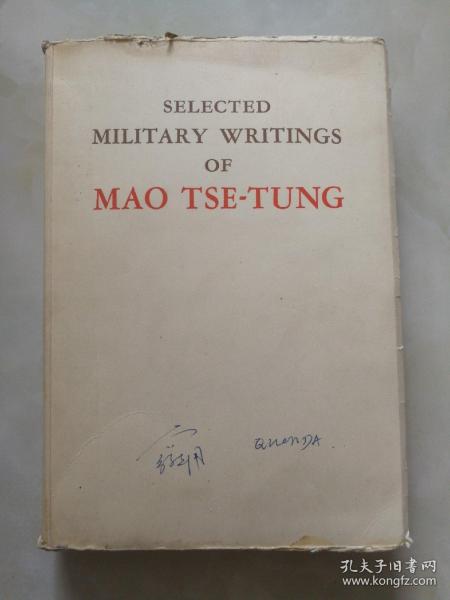 SELECTED
MILITARY WRITINGS
OF
MAO TSE-TUNG
孔夫子旧书网
www.kongfz.com